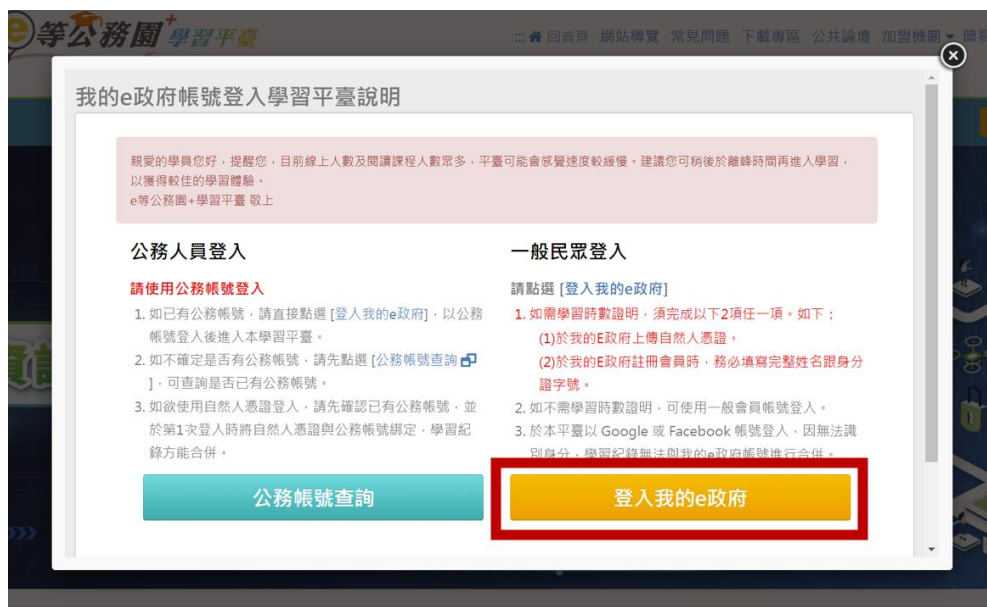 等公務園+學習平臺
::: 回首頁 網站導覽 常見問題 下載專區 公共論壇 加盟機關 簡易
我的e政府帳號登入學習平臺說明
親愛的學員您好，提醒您，目前線上人數及閱讀課程人數眾多，平臺可能會感覺速度較緩慢。建議您可稍後於離峰時間再進入學習，
以獲得較佳的學習體驗。
e等公務園+學習平臺 敬上
公務人員登入
請使用公務帳號登入
1. 如已有公務帳號，請直接點選 [登入我的e政府]，以公務
帳號登入後進入本學習平臺。
2. 如不確定是否有公務帳號，請先點選 [公務帳號查詢
]，可查詢是否已有公務帳號。
3. 如欲使用自然人憑證登入，請先確認已有公務帳號，並
於第1次登入時將自然人憑證與公務帳號綁定，學習紀
錄方能合併。
公務帳號查詢
一般民眾登入
請點選 [登入我的e政府]
1. 如需學習時數證明，須完成以下2項任一項。如下：
(1)於我的E政府上傳自然人憑證。
(2)於我的E政府註冊會員時，務必填寫完整姓名跟身分
證字號。
2. 如不需學習時數證明，可使用一般會員帳號登入。
3. 於本平臺以 Google 或 Facebook 帳號登入，因無法識
別身分，學習紀錄無法與我的e政府帳號進行合併。
登入我的e政府